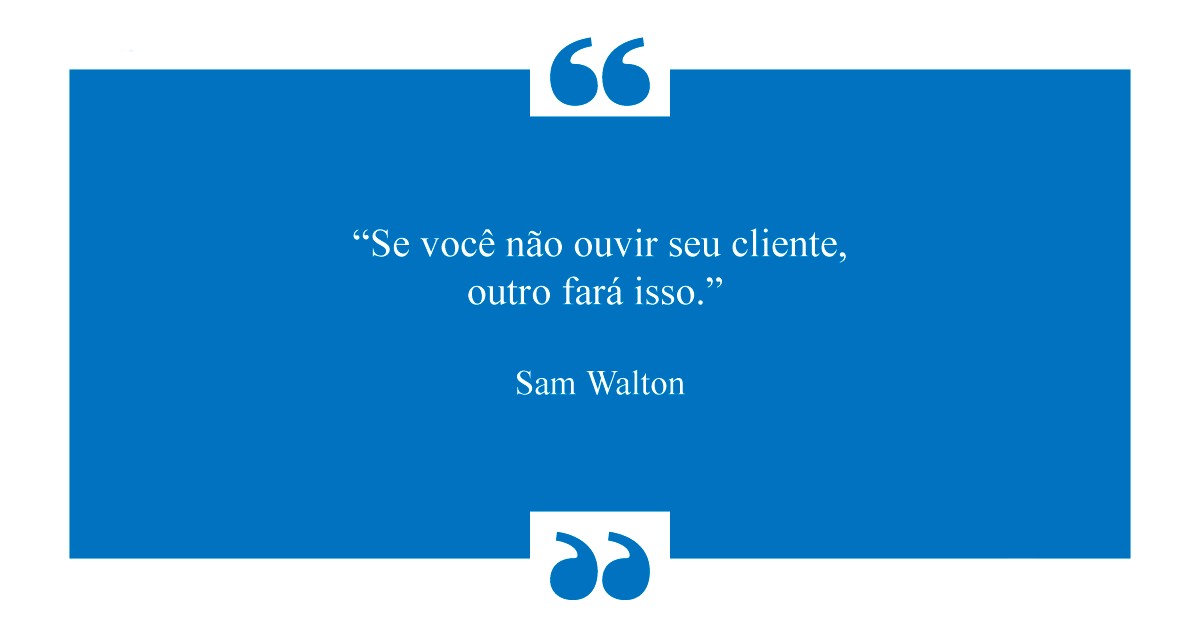 “Se você não ouvir seu cliente,
outro fará isso.”
Sam Walton